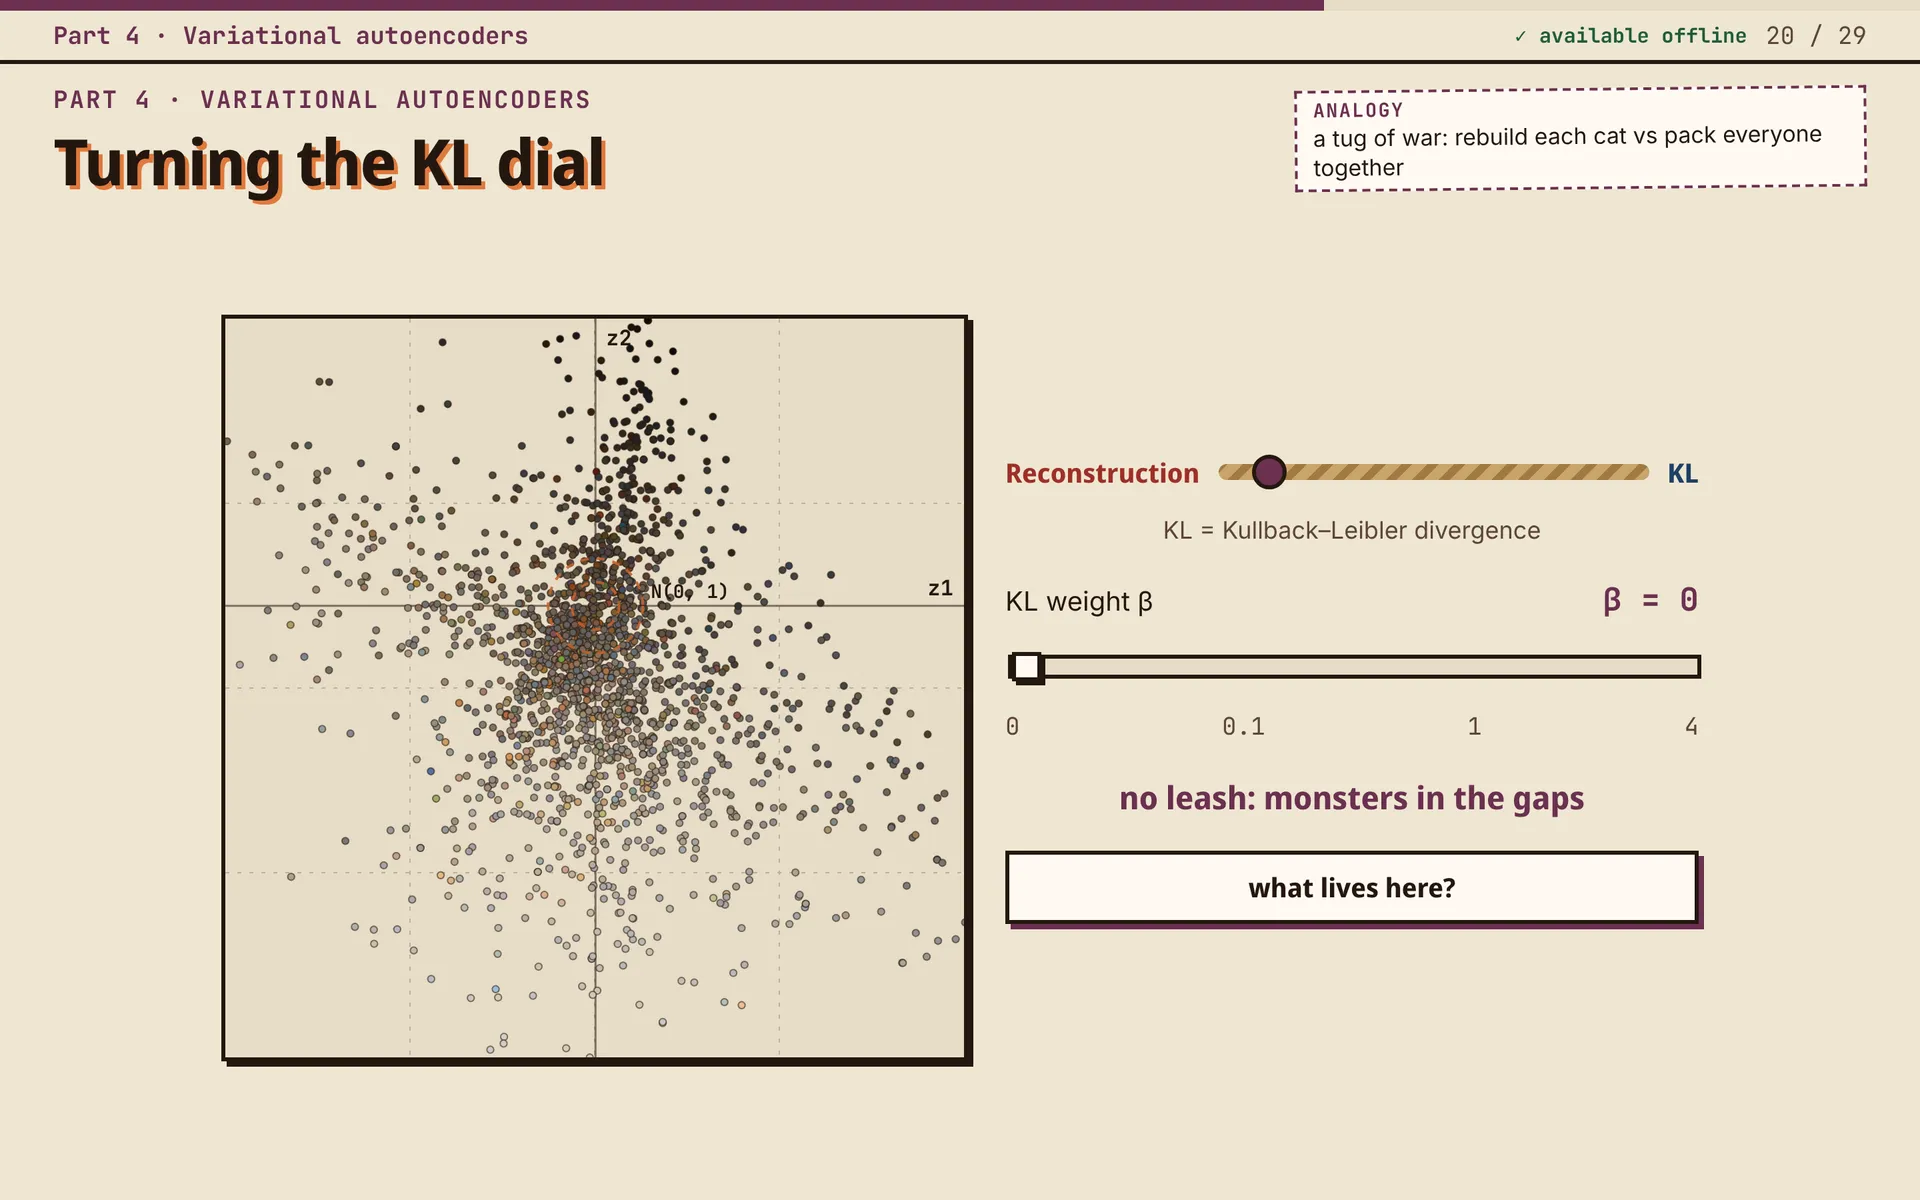 Part 4 · Variational autoencoders
✓ available offline 20 / 29
PART 4 · VARIATIONAL AUTOENCODERS
Turning the KL dial
ANALOGY
a tug of war: rebuild each cat vs pack everyone
together
z2
N(0, 1)
z1
Reconstruction
KL
KL = Kullback–Leibler divergence
KL weight β
β = 0
0 0.1 1 4
no leash: monsters in the gaps
what lives here?